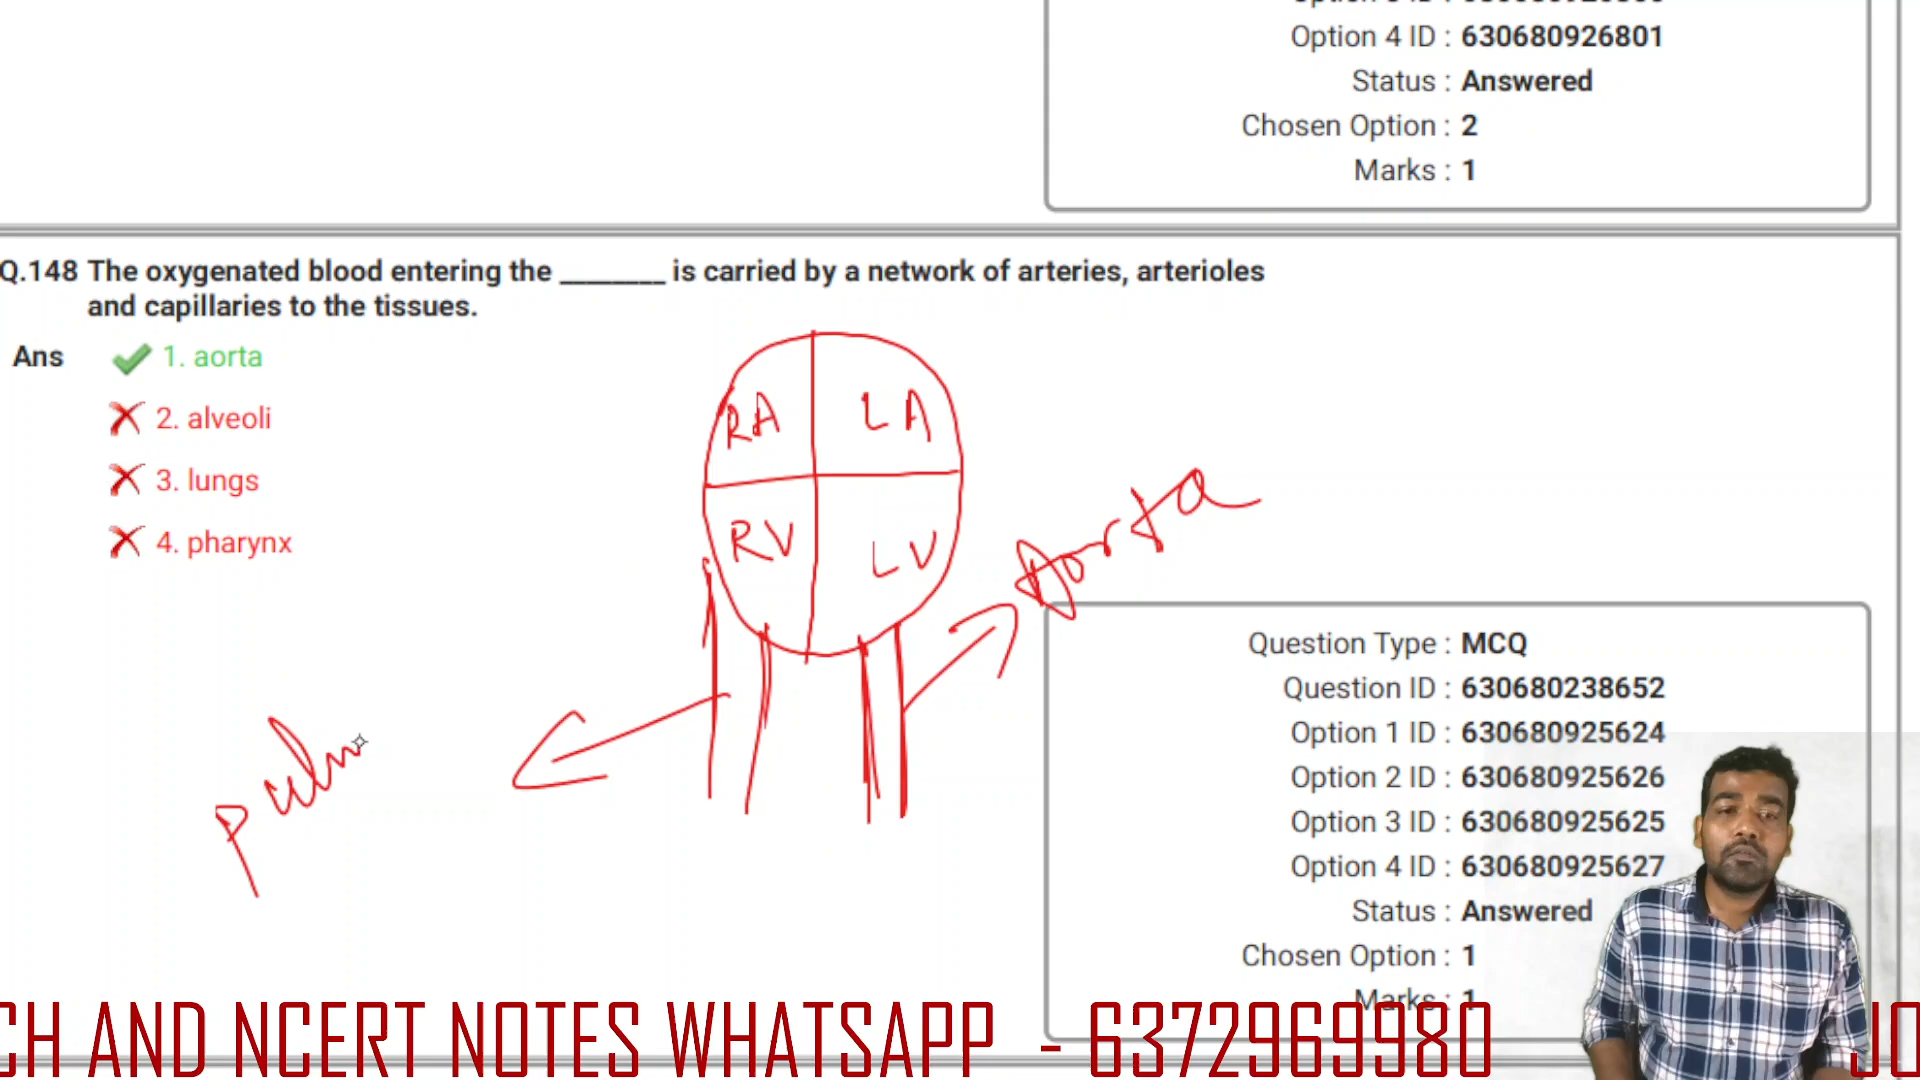 Option 4 ID : 630680926801
Status : Answered
Chosen Option : 2
Marks : 1
Q.148 The oxygenated blood entering the ________ is carried by a network of arteries, arterioles
and capillaries to the tissues.
Ans 1. aorta
2. alveoli
3. lungs
4. pharynx
RA LA
RV LV
Aorta
pulm
Question Type : MCQ
Question ID : 630680238652
Option 1 ID : 630680925624
Option 2 ID : 630680925626
Option 3 ID : 630680925625
Option 4 ID : 630680925627
Status : Answered
Chosen Option : 1
Marks : 1
CH AND NCERT NOTES WHATSAPP - 6372969980 JO